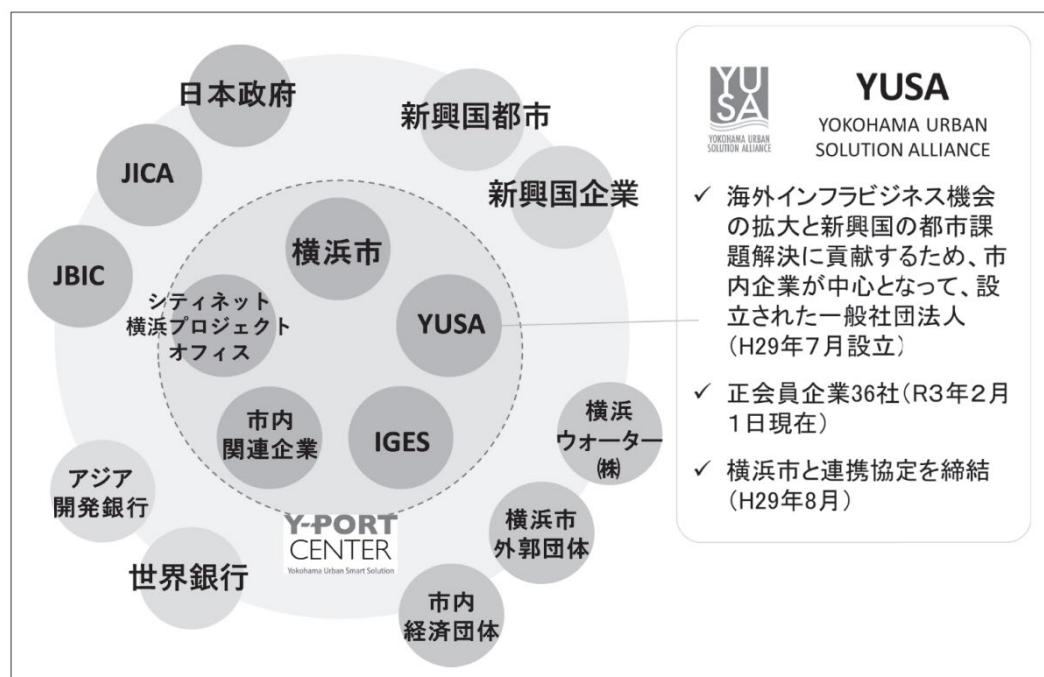 日本政府
JICA
JBIC
新興国都市
新興国企業
横浜市
シティネット
横浜プロジェクト
オフィス
YUSA
市内
関連企業
IGES
アジア
開発銀行
世界銀行
Y-PORT
CENTER
Yokohama Urban Smart Solution
横浜
ウォーター
㈱
横浜市
外郭団体
市内
経済団体
YU
SA
YOKOHAMA URBAN
SOLUTION ALLIANCE
YUSA
YOKOHAMA URBAN
SOLUTION ALLIANCE
✓ 海外インフラビジネス機会
の拡大と新興国の都市課
題解決に貢献するため、市
内企業が中心となって、設
立された一般社団法人
(H29年7月設立)
✓ 正会員企業36社(R3年2月
1日現在)
✓ 横浜市と連携協定を締結
(H29年8月)